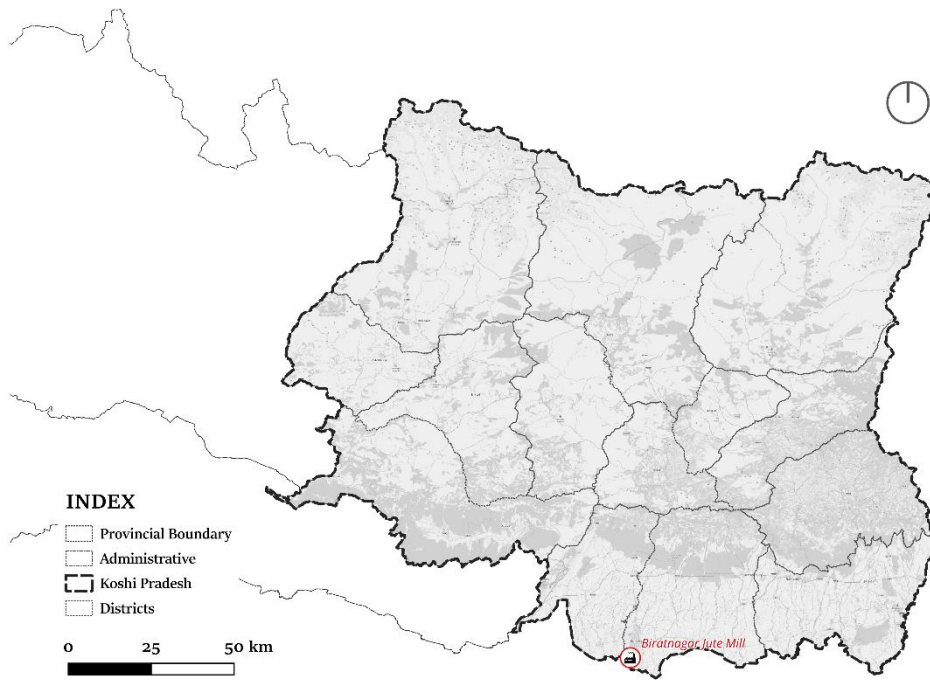 Biratnagar Jute Mill
INDEX
Provincial Boundary
Administrative
Koshi Pradesh
Districts
0 25 50 km